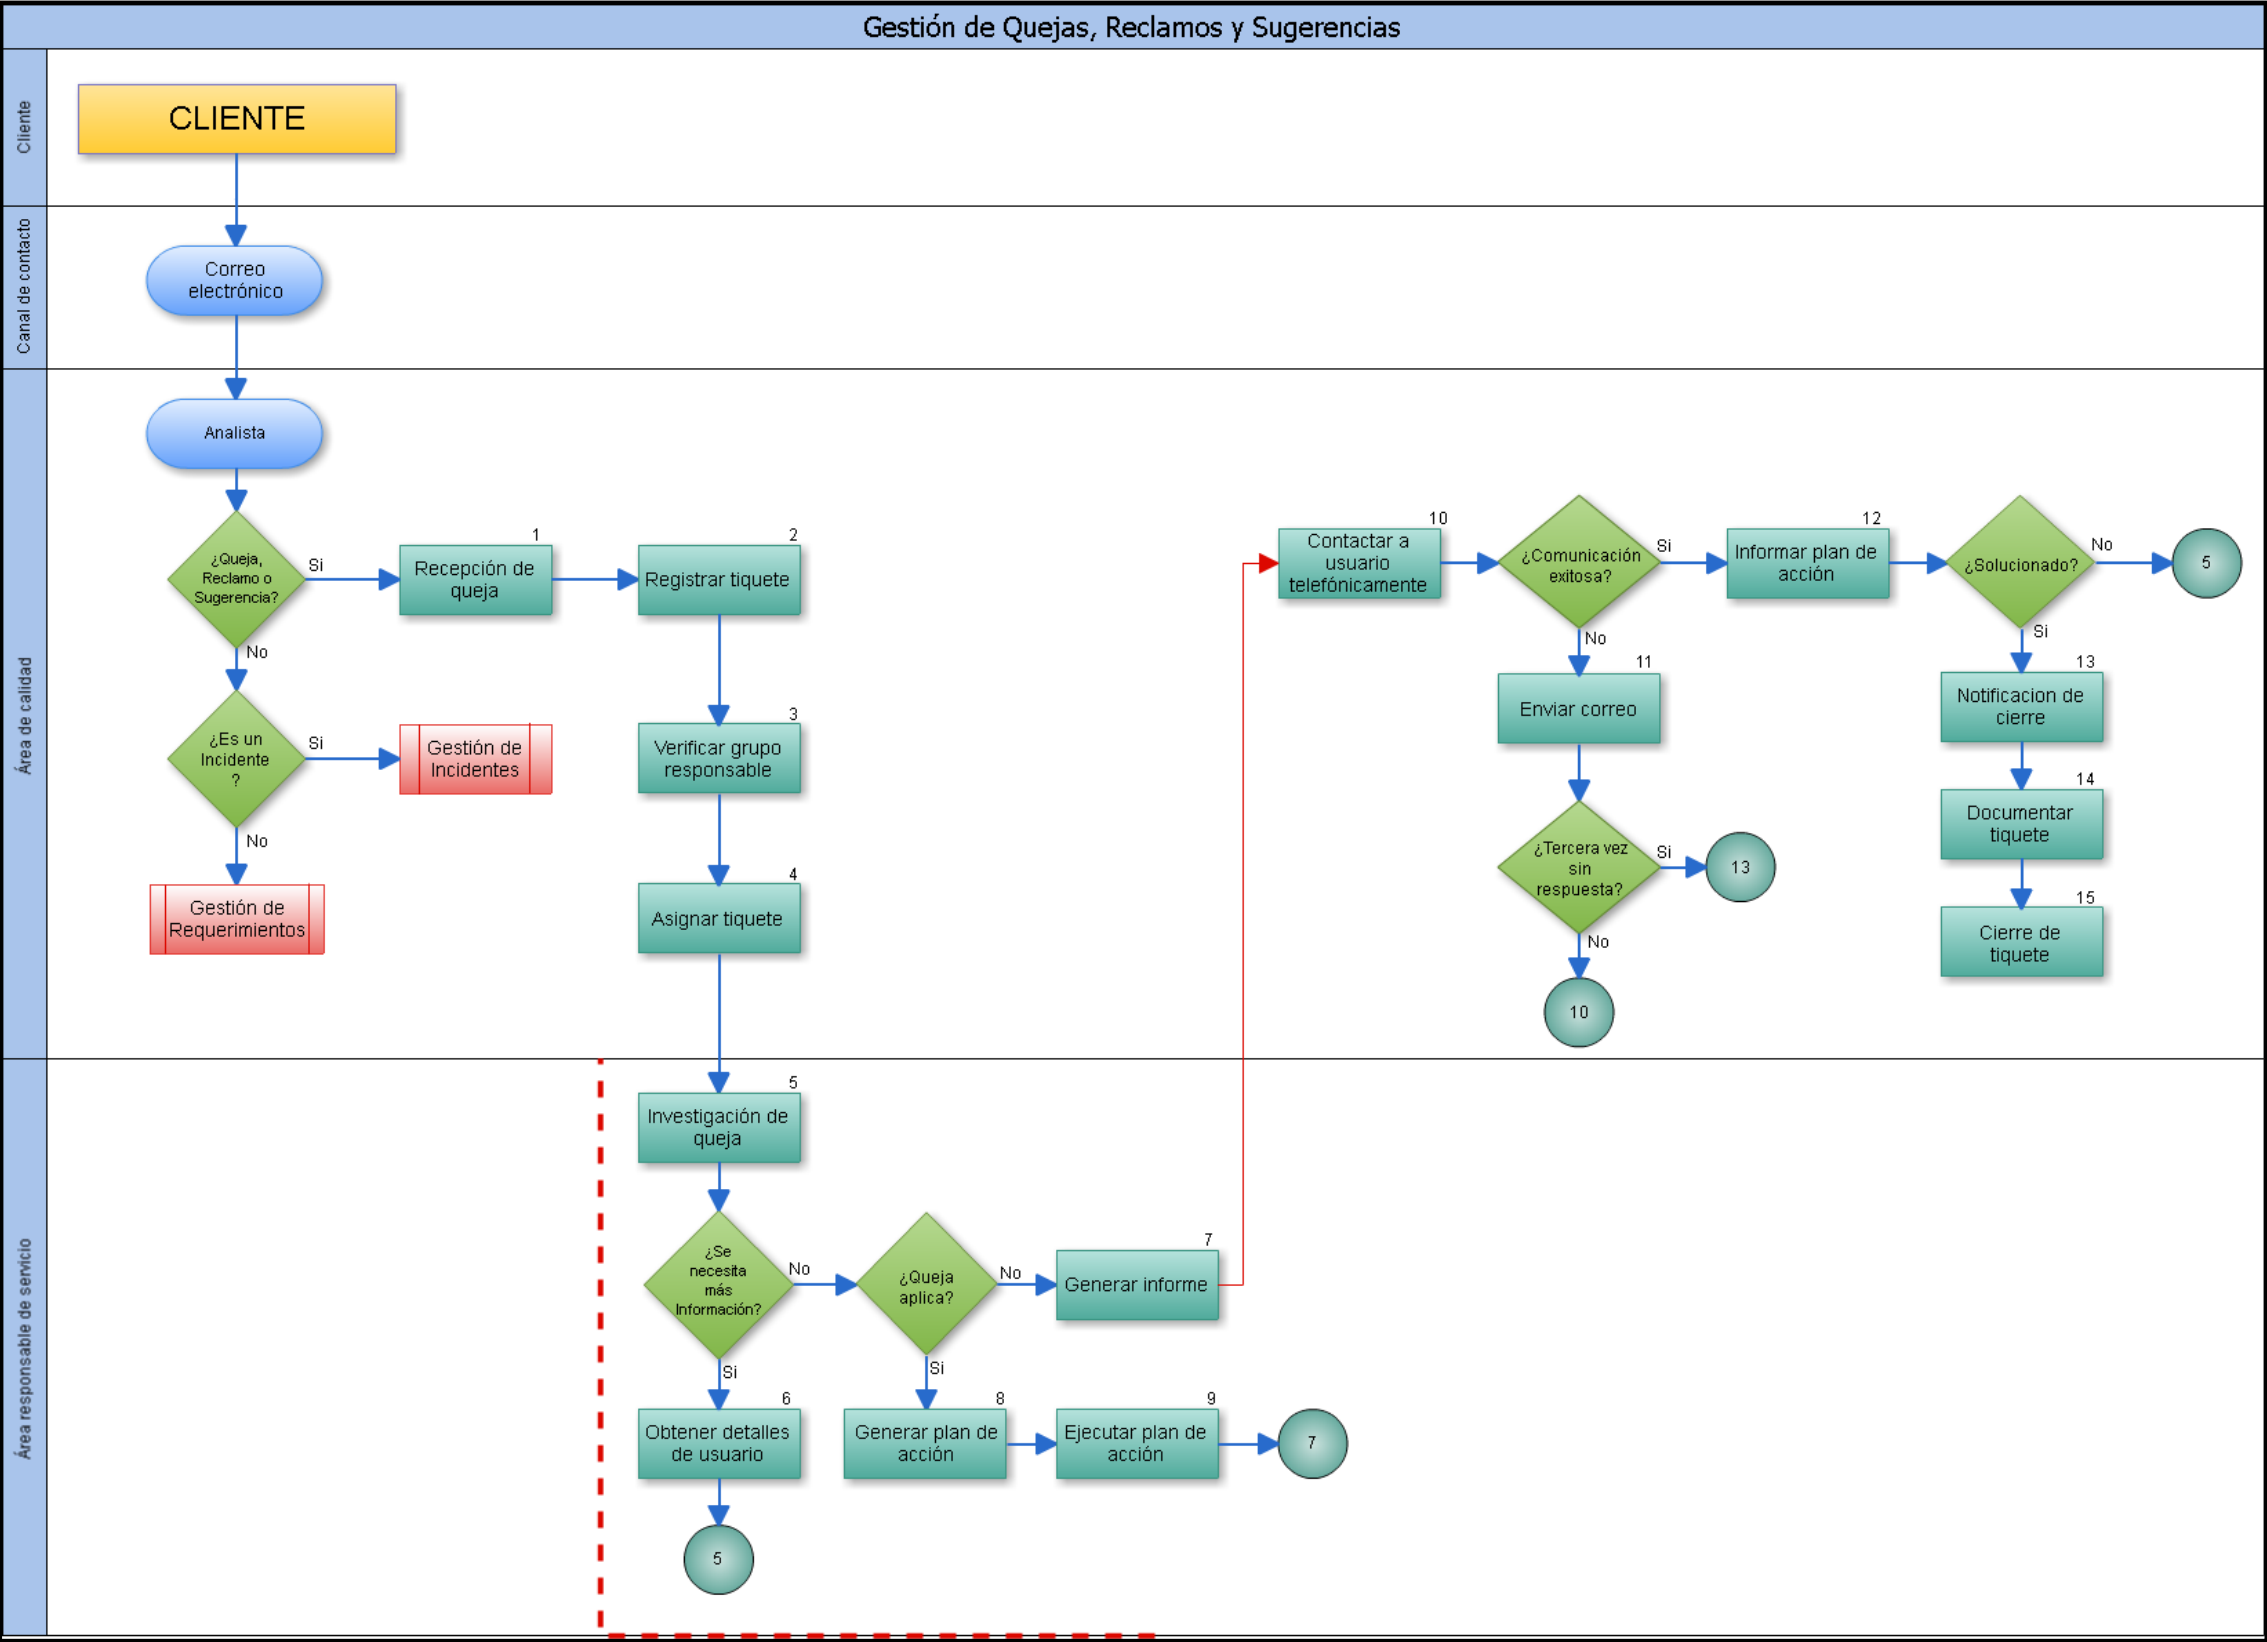 Gestión de Quejas, Reclamos y Sugerencias
Cliente
CLIENTE
Canal de contacto
Correo
electrónico
Área de calidad
Analista
¿Queja,
Reclamo o
Sugerencia?
Si
No
1
Recepción de
queja
2
Registrar tiquete
¿Es un
Incidente
?
Si
No
Gestión de
Incidentes
Gestión de
Requerimientos
3
Verificar grupo
responsable
4
Asignar tiquete
10
Contactar a
usuario
telefónicamente
¿Comunicación
exitosa?
Si
No
11
Enviar correo
¿Tercera vez
sin
respuesta?
Si
13
No
10
12
Informar plan de
acción
¿Solucionado?
No
5
Si
13
Notificacion de
cierre
14
Documentar
tiquete
15
Cierre de
tiquete
Área responsable de servicio
5
Investigación de
queja
¿Se
necesita
más
Información?
No
Si
6
Obtener detalles
de usuario
5
¿Queja
aplica?
No
Si
7
Generar informe
8
Generar plan de
acción
9
Ejecutar plan de
acción
7